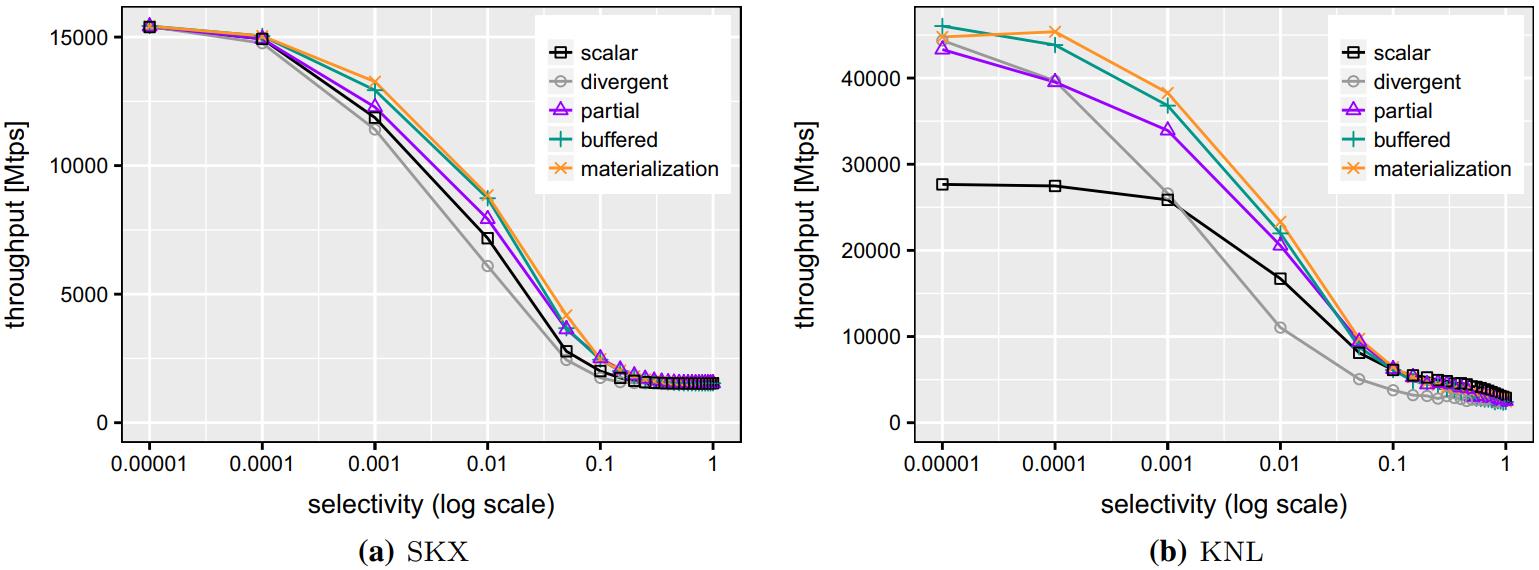 throughput [Mtps]
15000
10000
5000
0
scalar
divergent
partial
buffered
materialization
0.00001 0.0001 0.001 0.01 0.1 1
selectivity (log scale)
(a) SKX
throughput [Mtps]
40000
30000
20000
10000
0
scalar
divergent
partial
buffered
materialization
0.00001 0.0001 0.001 0.01 0.1 1
selectivity (log scale)
(b) KNL